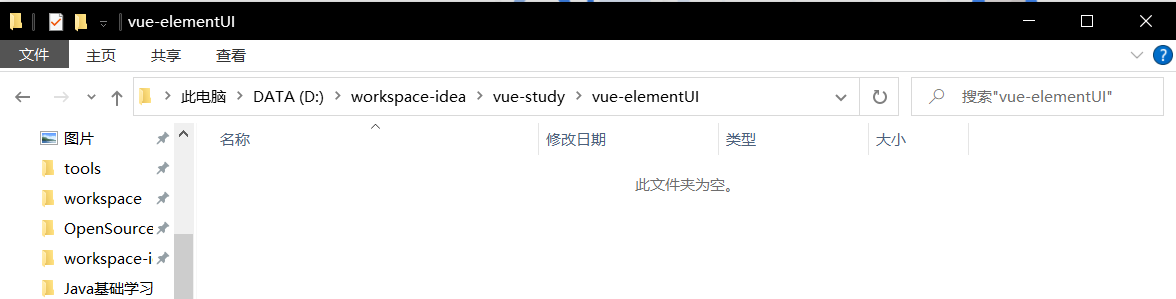 vue-elementUI
文件 主页 共享 查看 ?
此电脑 DATA (D:) workspace-idea vue-study vue-elementUI 搜索"vue-elementUI"
名称 修改日期 类型 大小
此文件夹为空。
图片
tools
workspace
OpenSource
workspace-i
Java基础学习